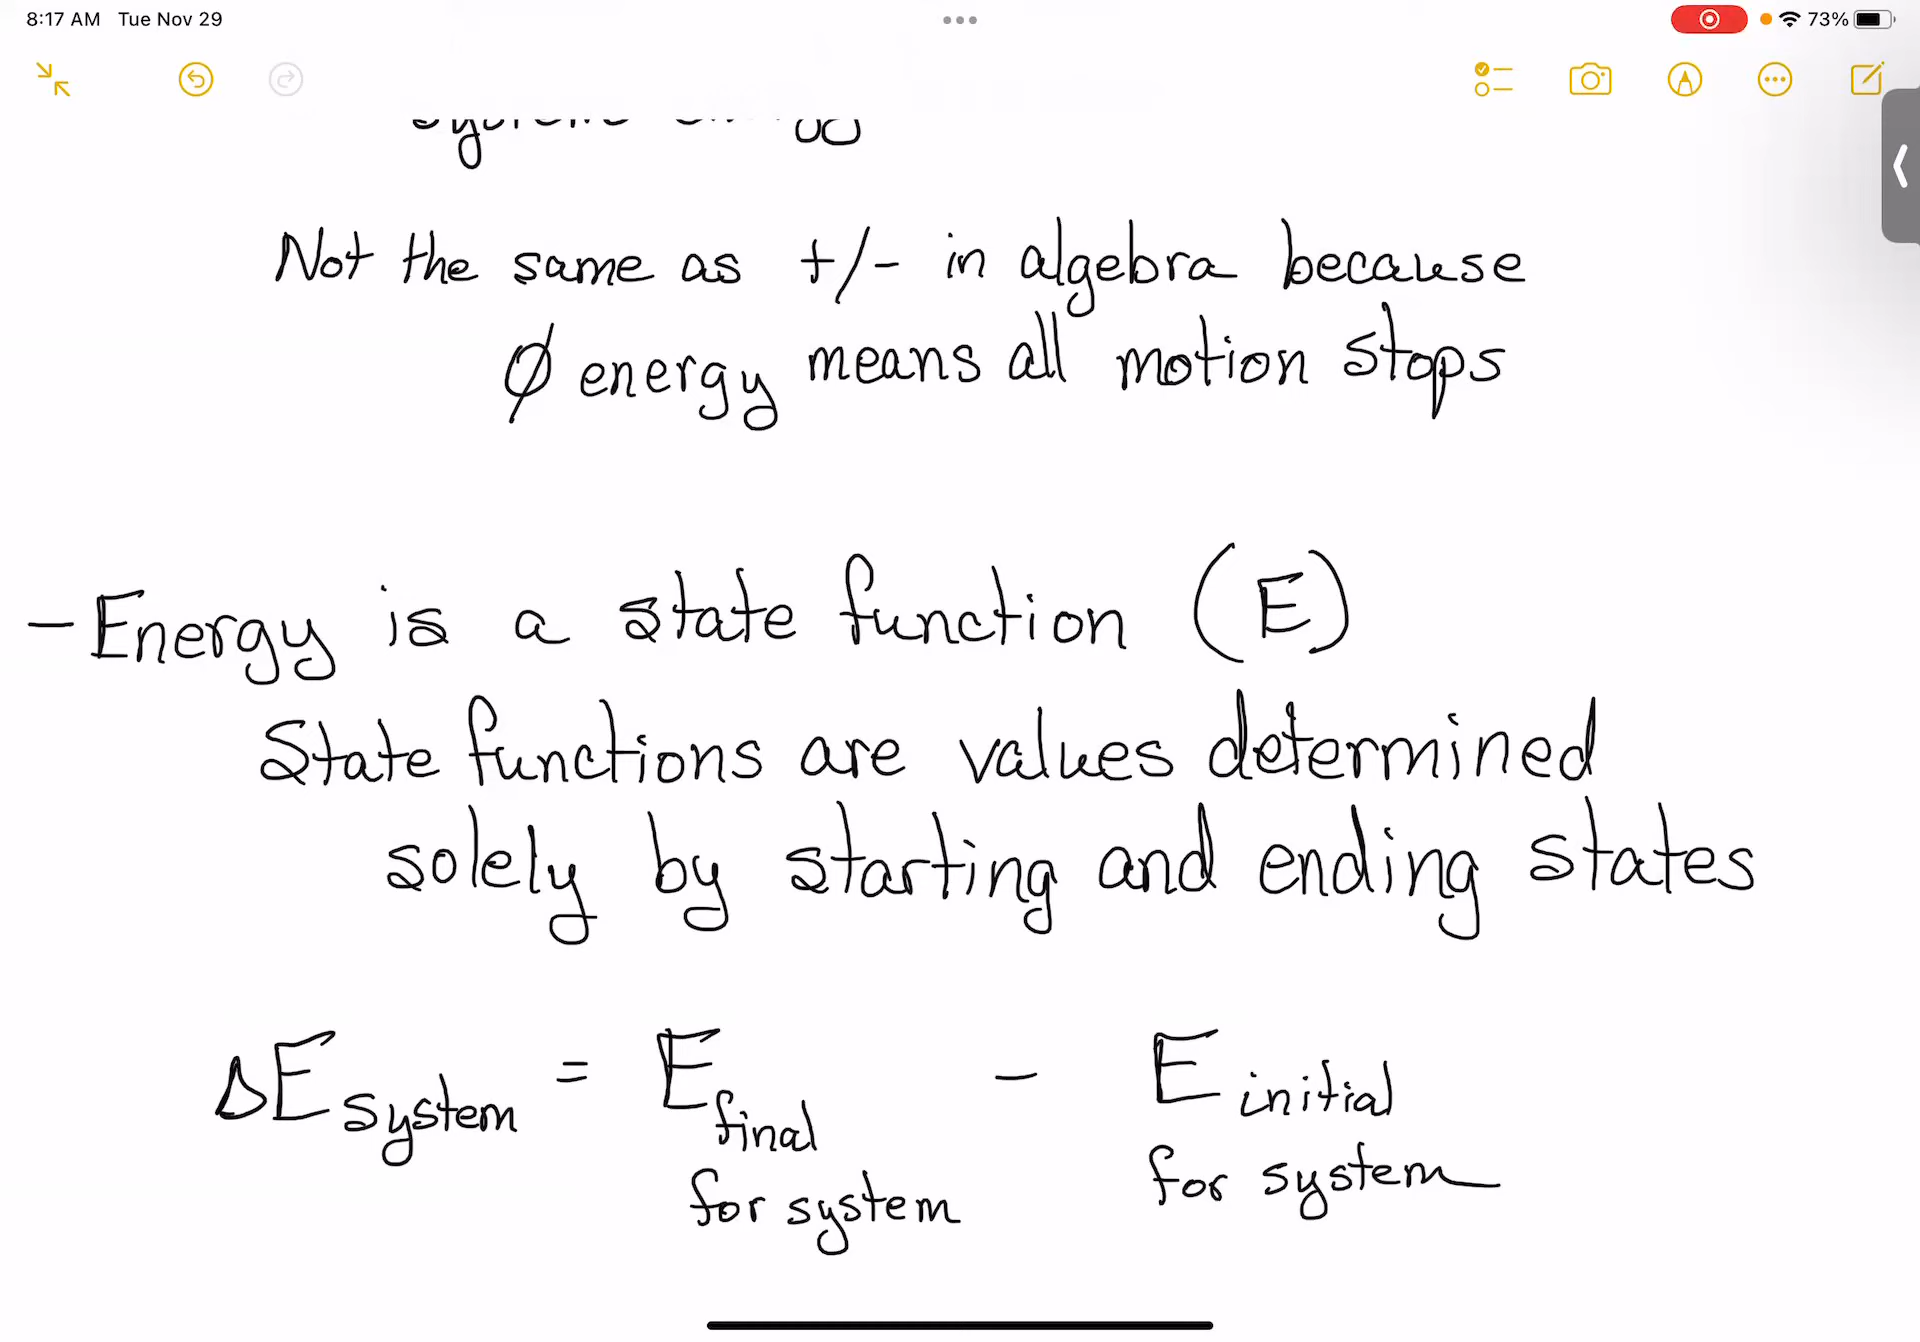 8:17 AM Tue Nov 29
73%
Not the same as +/- in algebra because
Ø energy means all motion stops
- Energy is a state function (E)
State functions are values determined
solely by starting and ending states
ΔE system = E final - E initial
for system for system